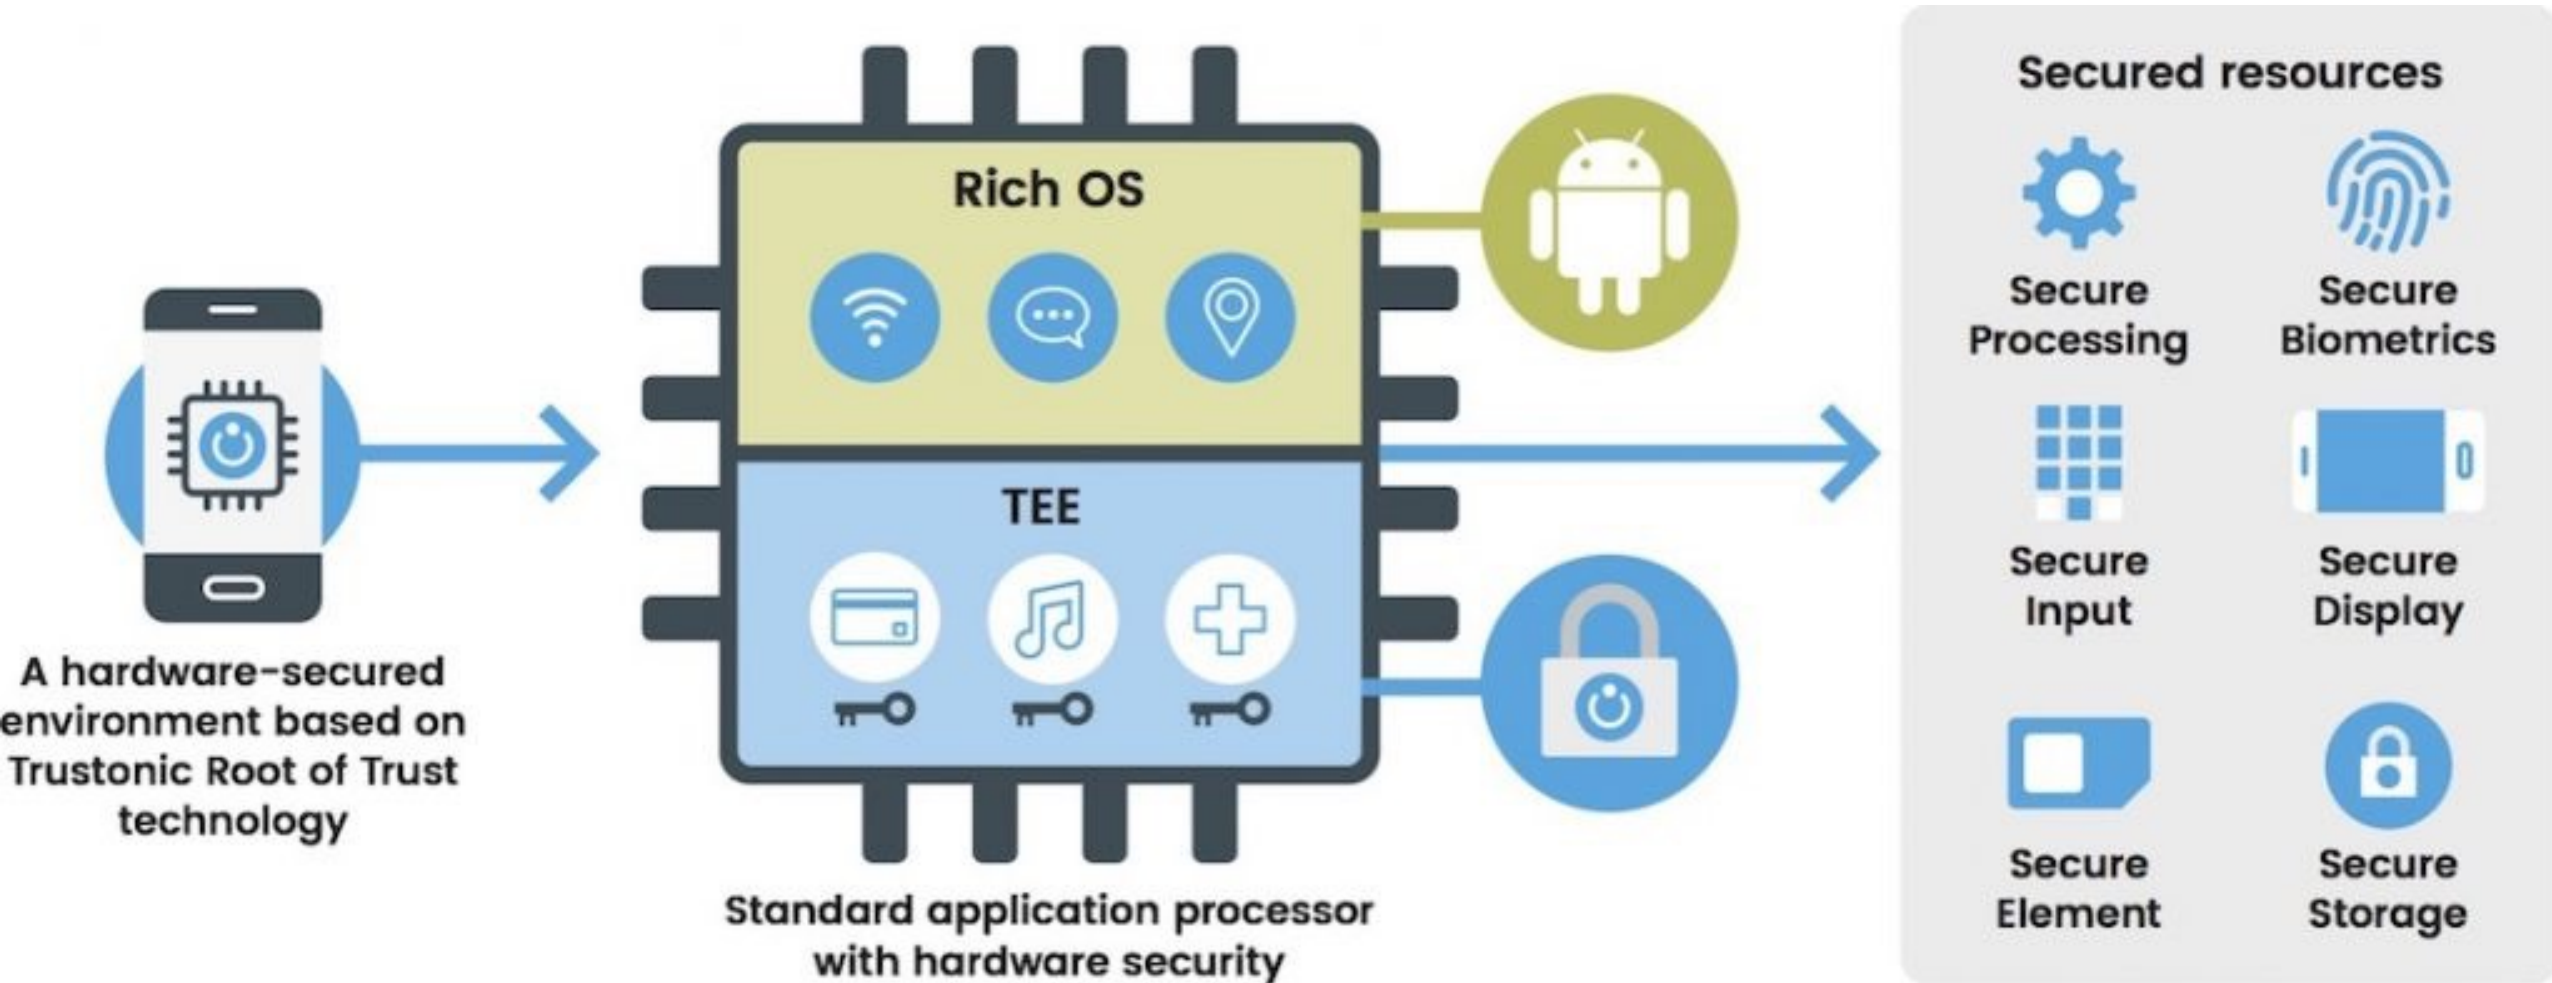 A hardware-secured
environment based on
Trustonic Root of Trust
technology
Rich OS
TEE
Standard application processor
with hardware security
Secured resources
Secure
Processing
Secure
Biometrics
Secure
Input
Secure
Display
Secure
Element
Secure
Storage